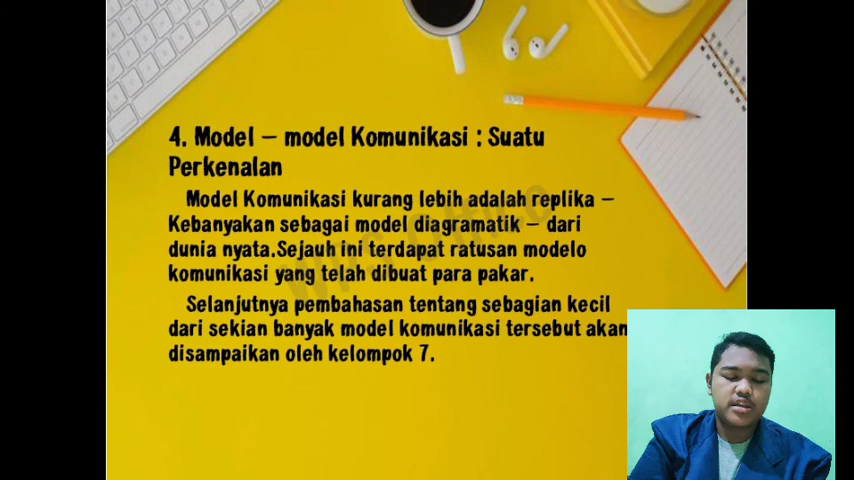 4. Model – model Komunikasi : Suatu
Perkenalan
Model Komunikasi kurang lebih adalah replika –
Kebanyakan sebagai model diagramatik – dari
dunia nyata.Sejauh ini terdapat ratusan modelo
komunikasi yang telah dibuat para pakar.
Selanjutnya pembahasan tentang sebagian kecil
dari sekian banyak model komunikasi tersebut akan
disampaikan oleh kelompok 7.
WPS Office